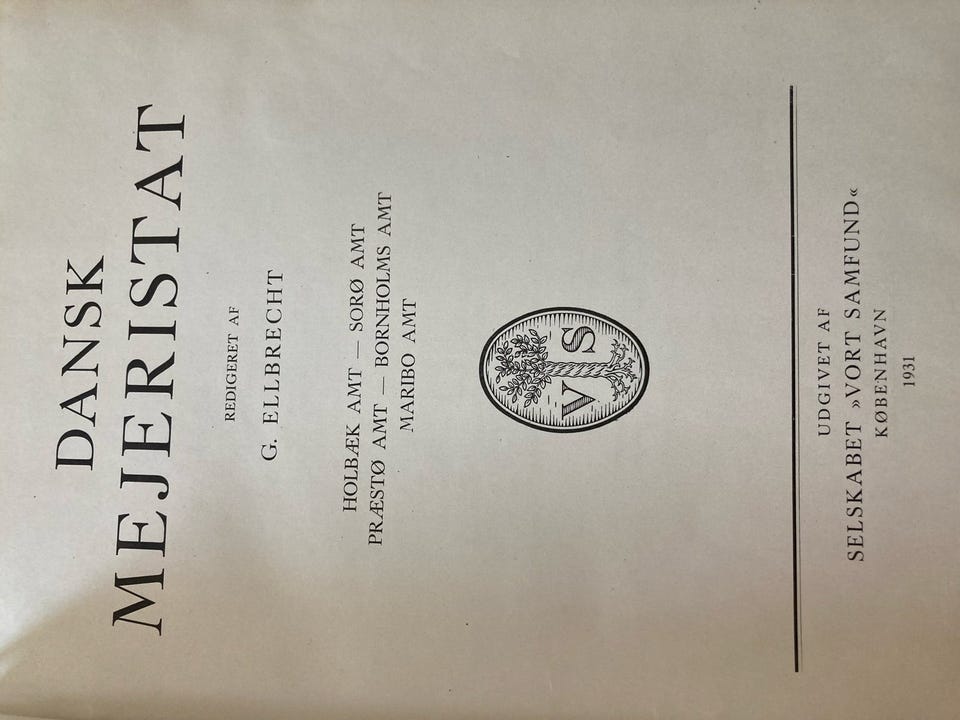 DANSK
MEJERISTAT
REDIGERET AF
G. ELLBRECHT
HOLBÆK AMT — SORØ AMT
PRÆSTØ AMT — BORNHOLMS AMT
MARIBO AMT
V S
UDGIVET AF
SELSKABET »VORT SAMFUND«
KØBENHAVN
1931